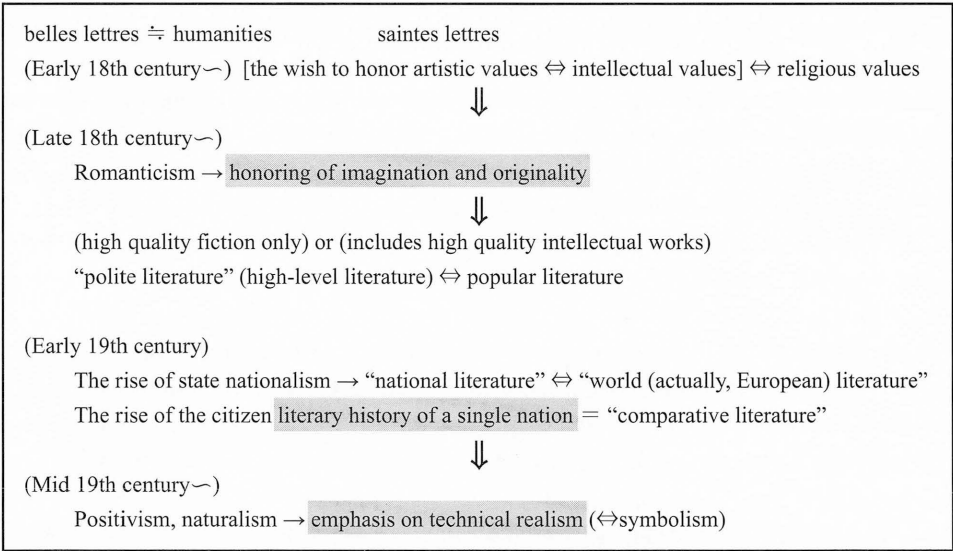 belles lettres ≒ humanities saintes lettres
(Early 18th century∽) [the wish to honor artistic values ⇔ intellectual values] ⇔ religious values
⇓
(Late 18th century∽)
Romanticism → honoring of imagination and originality
⇓
(high quality fiction only) or (includes high quality intellectual works)
“polite literature” (high-level literature) ⇔ popular literature
(Early 19th century)
The rise of state nationalism → “national literature” ⇔ “world (actually, European) literature”
The rise of the citizen literary history of a single nation = “comparative literature”
⇓
(Mid 19th century∽)
Positivism, naturalism → emphasis on technical realism (⇔symbolism)